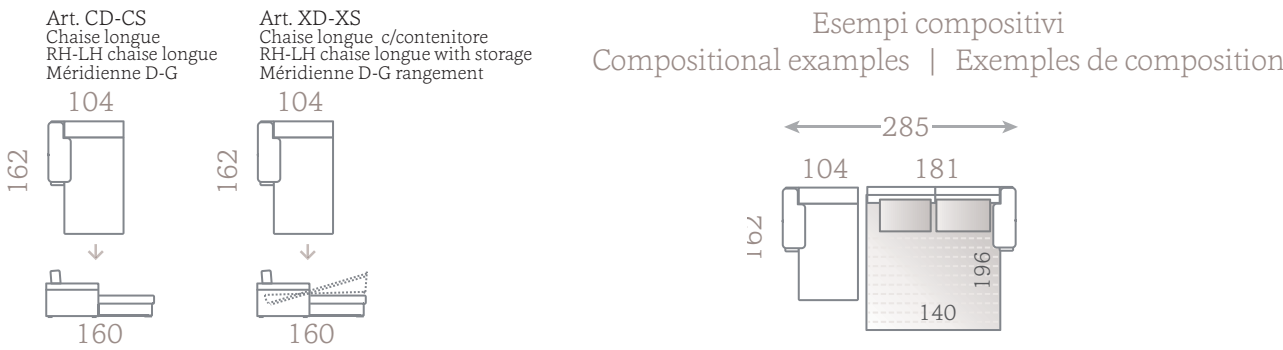 Art. CD-CS
Chaise longue
RH-LH chaise longue
Méridienne D-G
104
162
160
Art. XD-XS
Chaise longue c/contenitore
RH-LH chaise longue with storage
Méridienne D-G rangement
104
162
160
Esempi compositivi
Compositional examples | Exemples de composition
285
104 181
162
196
140